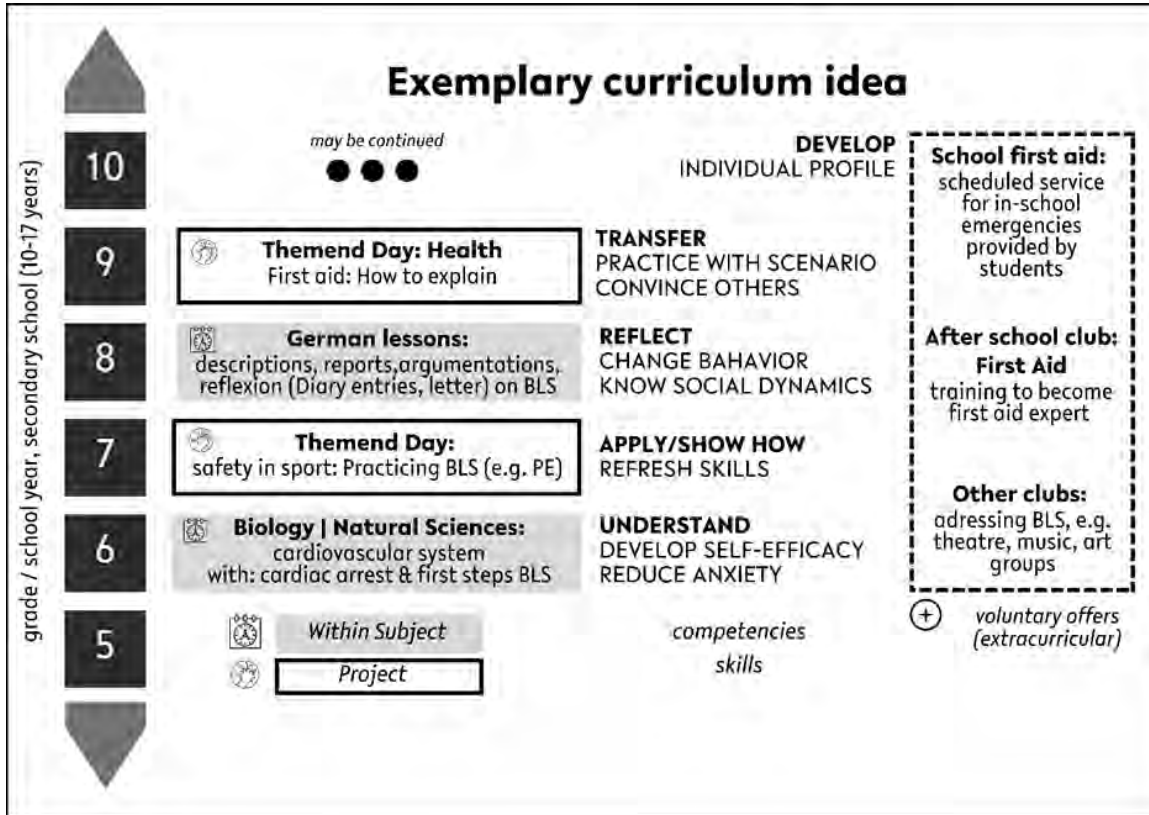 Exemplary curriculum idea
grade / school year, secondary school (10-17 years)
10
may be continued
DEVELOP
INDIVIDUAL PROFILE
9
Themend Day: Health
First aid: How to explain
TRANSFER
PRACTICE WITH SCENARIO
CONVINCE OTHERS
8
German lessons:
descriptions, reports,argumentations,
reflexion (Diary entries, letter) on BLS
REFLECT
CHANGE BAHAVIOR
KNOW SOCIAL DYNAMICS
7
Themend Day:
safety in sport: Practicing BLS (e.g. PE)
APPLY/SHOW HOW
REFRESH SKILLS
6
Biology | Natural Sciences:
cardiovascular system
with: cardiac arrest & first steps BLS
UNDERSTAND
DEVELOP SELF-EFFICACY
REDUCE ANXIETY
5
Within Subject
Project
competencies
skills
School first aid:
scheduled service
for in-school
emergencies
provided by
students
After school club:
First Aid
training to become
first aid expert
Other clubs:
adressing BLS, e.g.
theatre, music, art
groups
+
voluntary offers
(extracurricular)